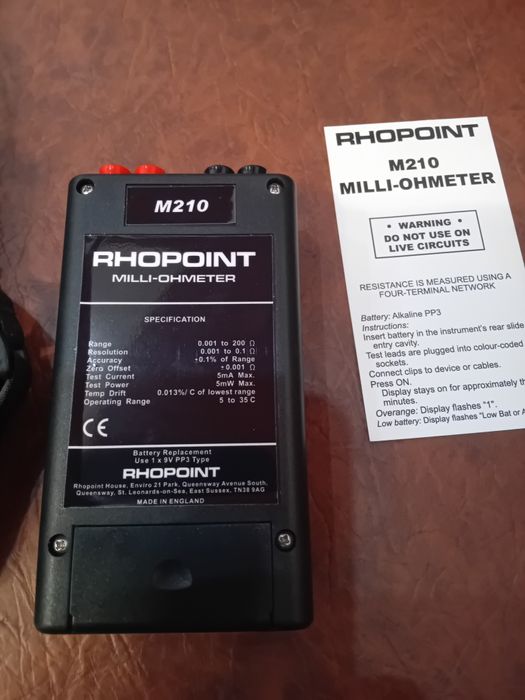 M210
RHOPOINT
MILLI-OHMETER
SPECIFICATION
Range 0.001 to 200 Ω
Resolution 0.001 to 0.1 Ω
Accuracy ±0.1% of Range
Zero Offset ±0.001 Ω
Test Current 5mA Max.
Test Power 5mW Max.
Temp Drift 0.013%/ C of lowest range
Operating Range 5 to 35 C
CE
Battery Replacement
Use 1 x 9V PP3 Type
RHOPOINT
Rhopoint House, Enviro 21 Park, Queensway Avenue South,
Queensway, St. Leonards-on-Sea, East Sussex, TN38 9AG
MADE IN ENGLAND
RHOPOINT
M210
MILLI-OHMETER
• WARNING •
DO NOT USE ON
LIVE CIRCUITS
RESISTANCE IS MEASURED USING A
FOUR-TERMINAL NETWORK
Battery: Alkaline PP3
Instructions:
Insert battery in the instrument's rear slide
entry cavity.
Test leads are plugged into colour-coded
sockets.
Connect clips to device or cables.
Press ON.
Display stays on for approximately
minutes.
Overange: Display flashes "1".
Low battery: Display flashes "Low Bat or